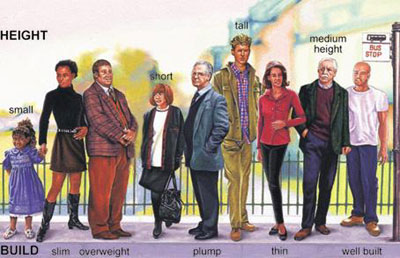 HEIGHT
tall
medium
height
BUS
STOP
short
small
BUILD slim overweight plump thin well built